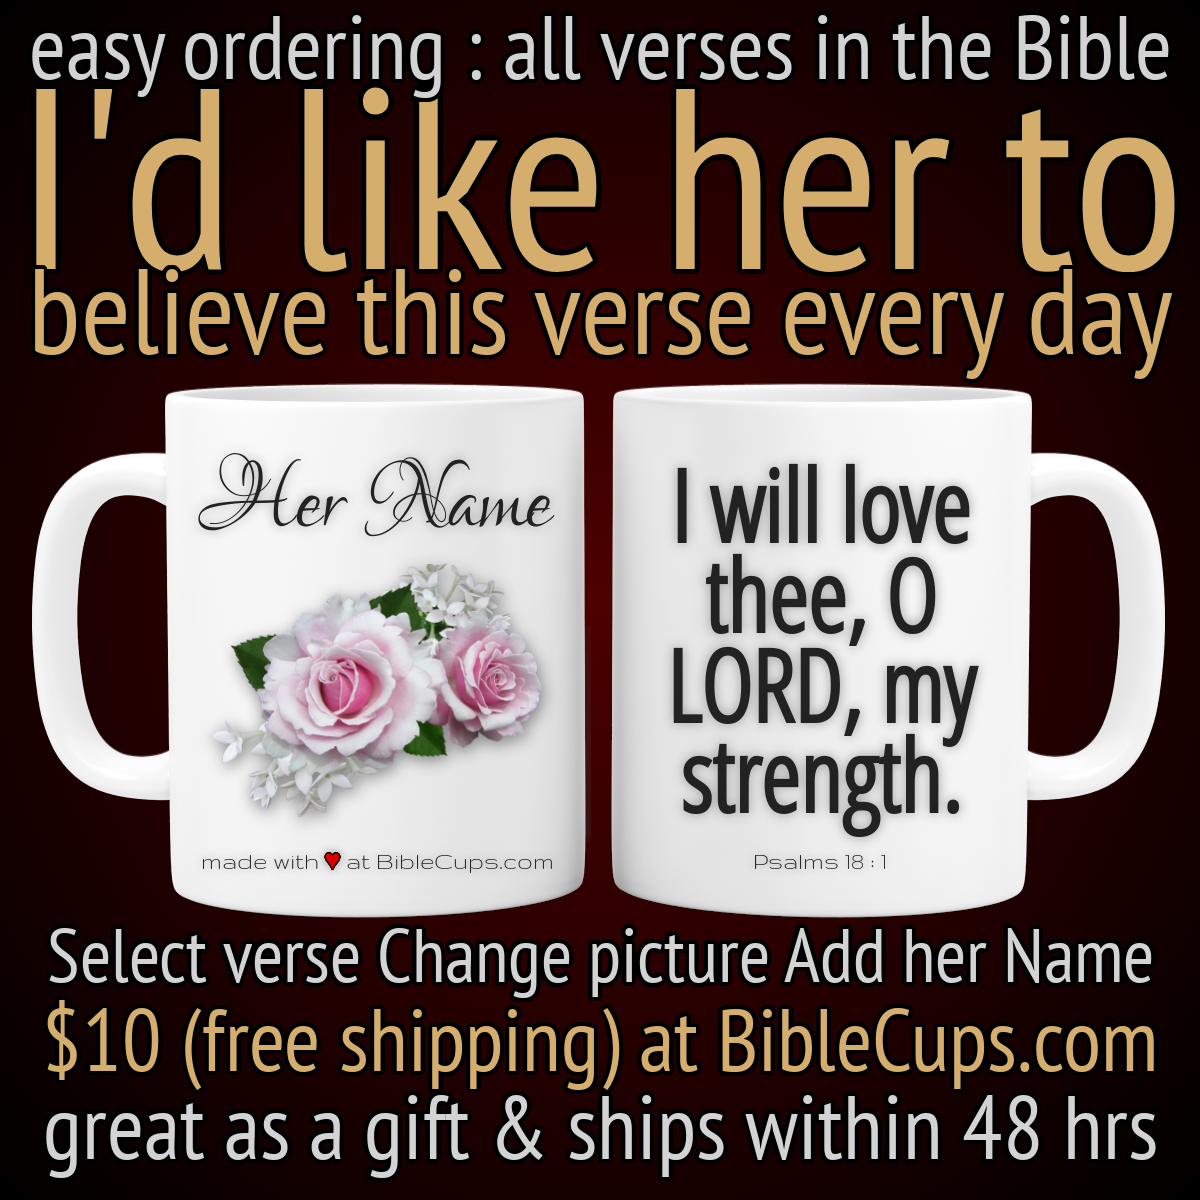 easy ordering : all verses in the Bible
I'd like her to
believe this verse every day
Her Name
made with ♥ at BibleCups.com
I will love
thee, O
LORD, my
strength.
Psalms 18 : 1
Select verse Change picture Add her Name
$10 (free shipping) at BibleCups.com
great as a gift & ships within 48 hrs